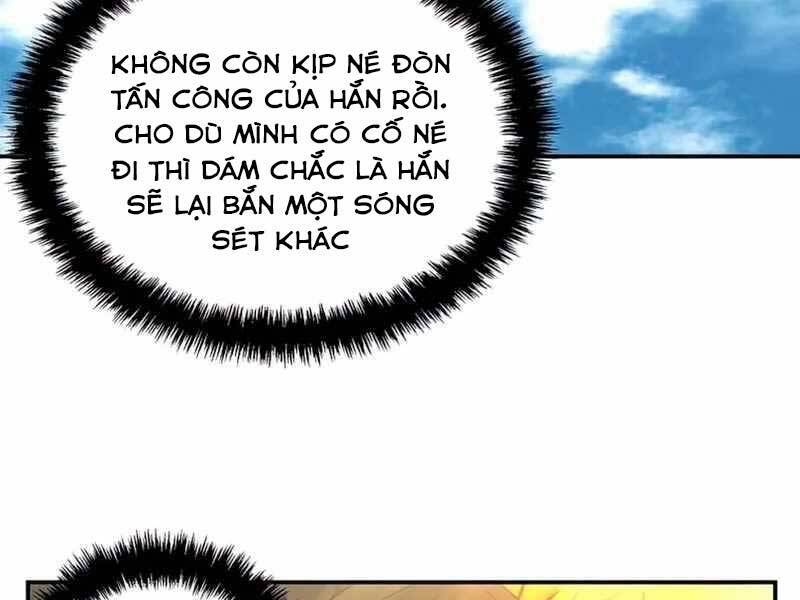 KHÔNG CÒN KỊP NÉ ĐÒN
TẤN CÔNG CỦA HẮN RỒI.
CHO DÙ MÌNH CÓ CỐ NÉ
ĐI THÌ DÁM CHẮC LÀ HẮN
SẼ LẠI BẮN MỘT SÓNG
SÉT KHÁC